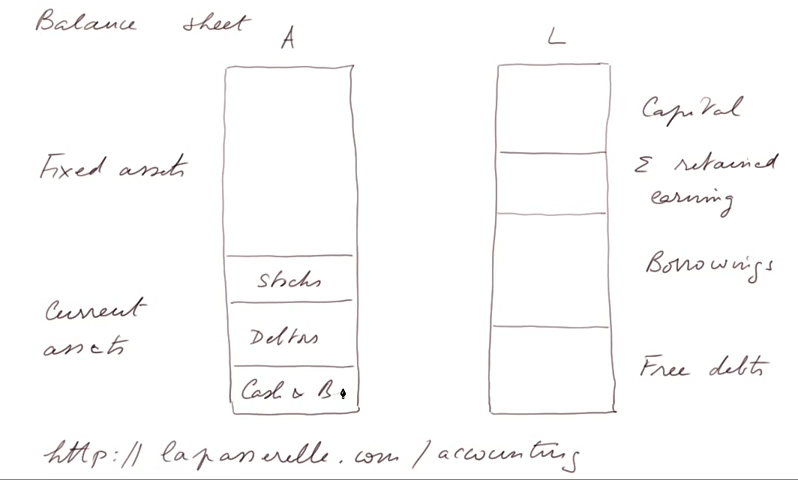 Balance sheet
A
L
Fixed assets
Current
assets
Stocks
Debtors
Cash & B.
Capital
Σ retained
earning
Borrowings
Free debts
http://lapasserelle.com/accounting